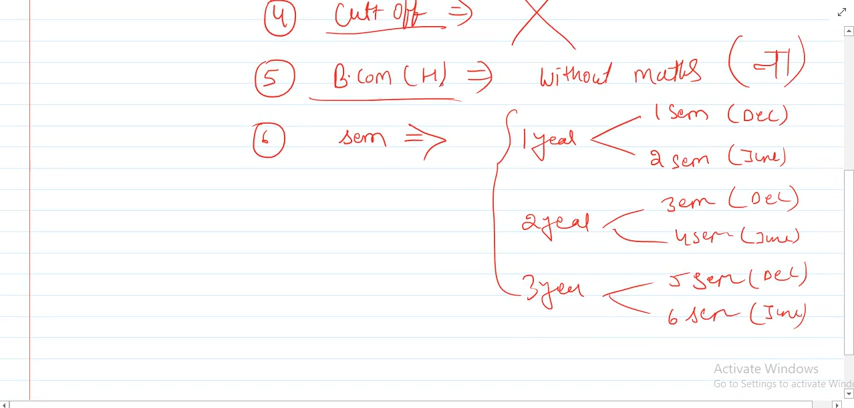 4 Cutt Off ⇒ X
5 B.Com (H) ⇒ Without maths
6 sem ⇒ 1 year 1 Sem (Dec)
2 sem (June)
2 year 3 sem (Dec)
4 sem (June)
3 year 5 sem (Dec)
6 sem (June)
Activate Windows
Go to Settings to activate Wind